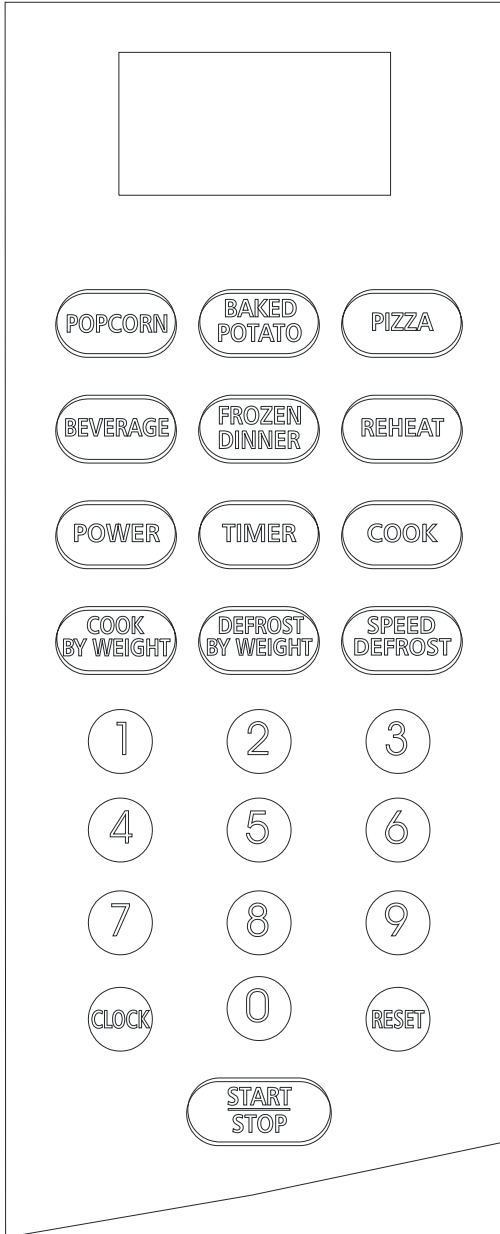 POPCORN
BAKED
POTATO
PIZZA
BEVERAGE
FROZEN
DINNER
REHEAT
POWER
TIMER
COOK
COOK
BY WEIGHT
DEFROST
BY WEIGHT
SPEED
DEFROST
1
2
3
4
5
6
7
8
9
CLOCK
0
RESET
START
STOP